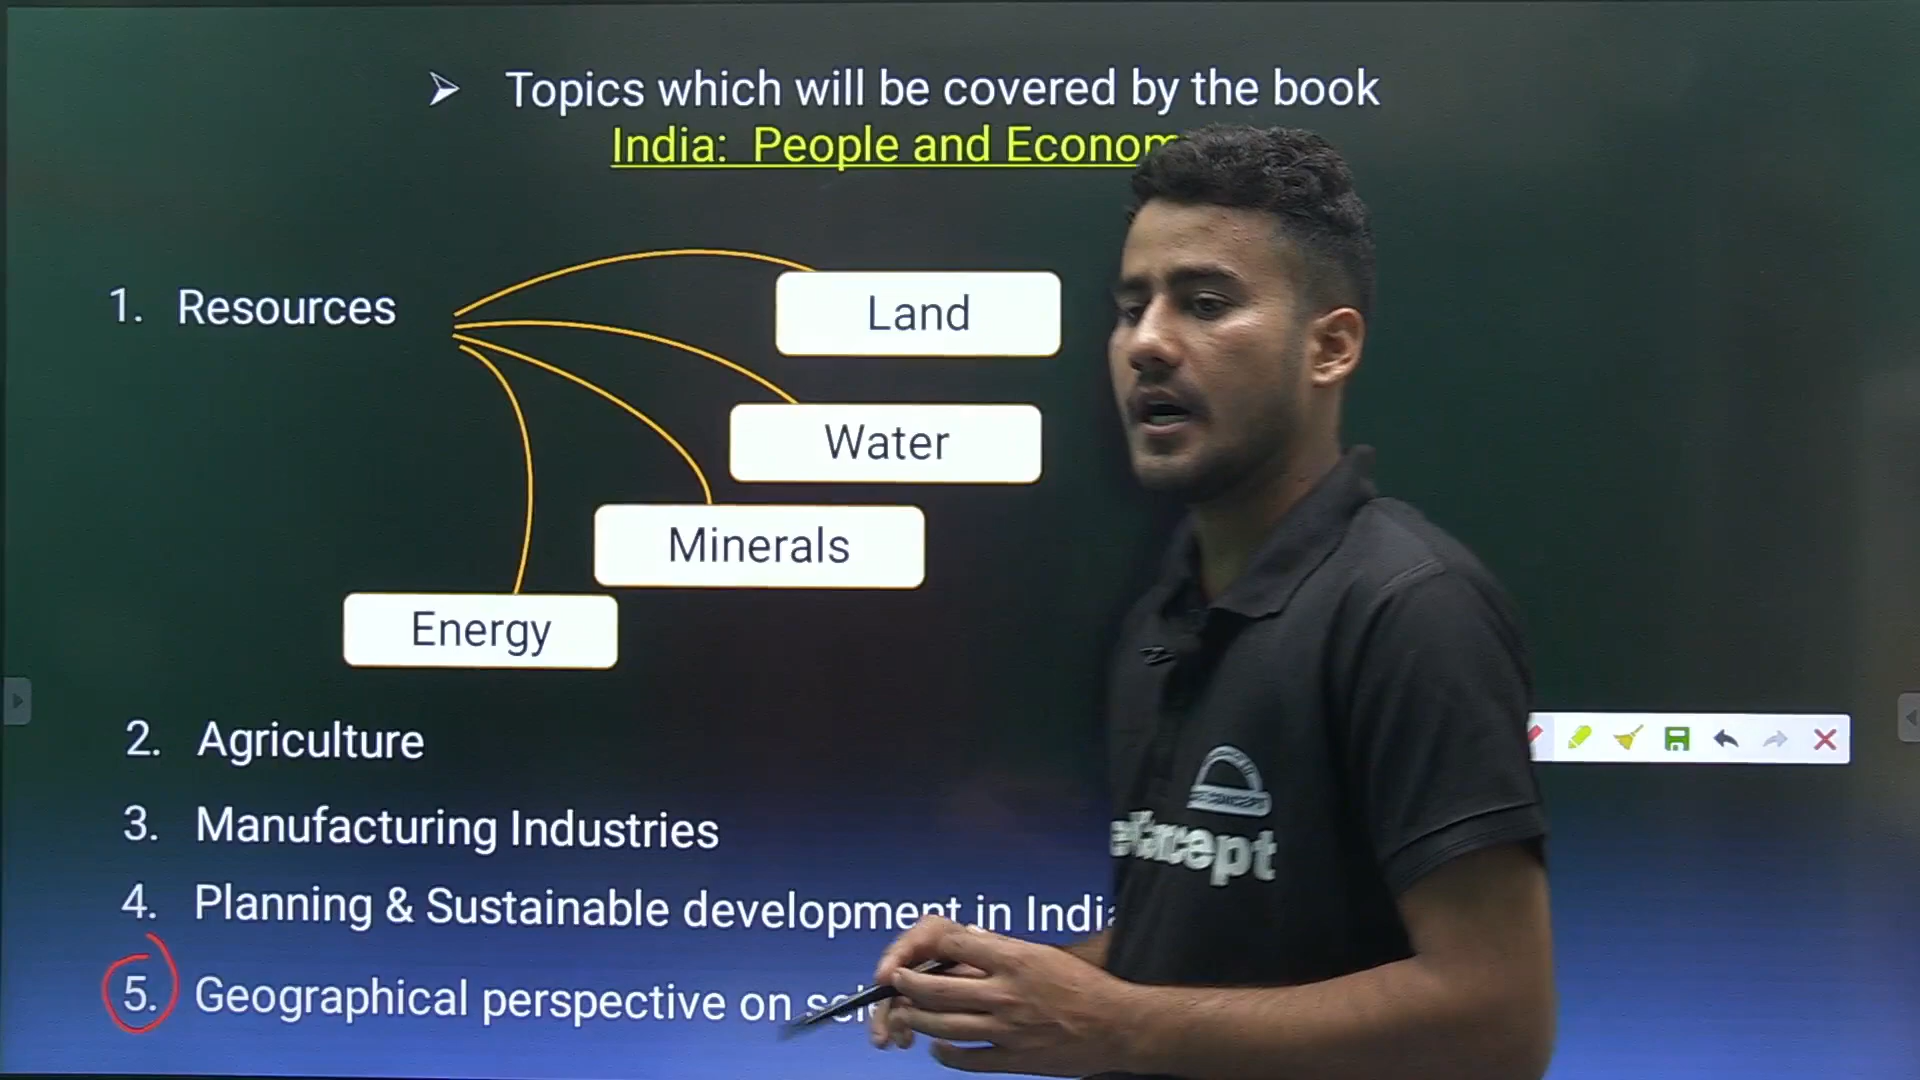 ➤ Topics which will be covered by the book
India: People and Econom
1. Resources
Land
Water
Minerals
Energy
2. Agriculture
3. Manufacturing Industries
4. Planning & Sustainable development in India
5. Geographical perspective on